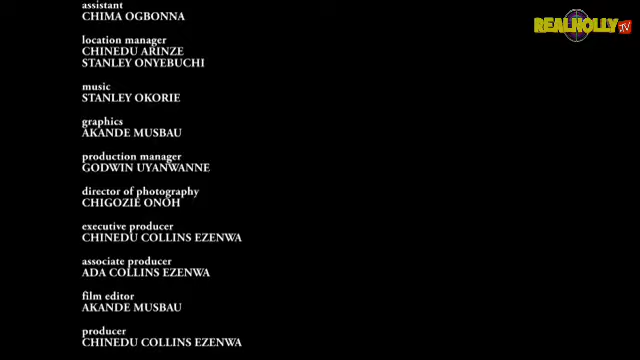 assistant
CHIMA OGBONNA
location manager
CHINEDU ARINZE
STANLEY ONYEBUCHI
music
STANLEY OKORIE
graphics
AKANDE MUSBAU
production manager
GODWIN UYANWANNE
director of photography
CHIGOZIE ONOH
executive producer
CHINEDU COLLINS EZENWA
associate producer
ADA COLLINS EZENWA
film editor
AKANDE MUSBAU
producer
CHINEDU COLLINS EZENWA
REALNOLLY TV